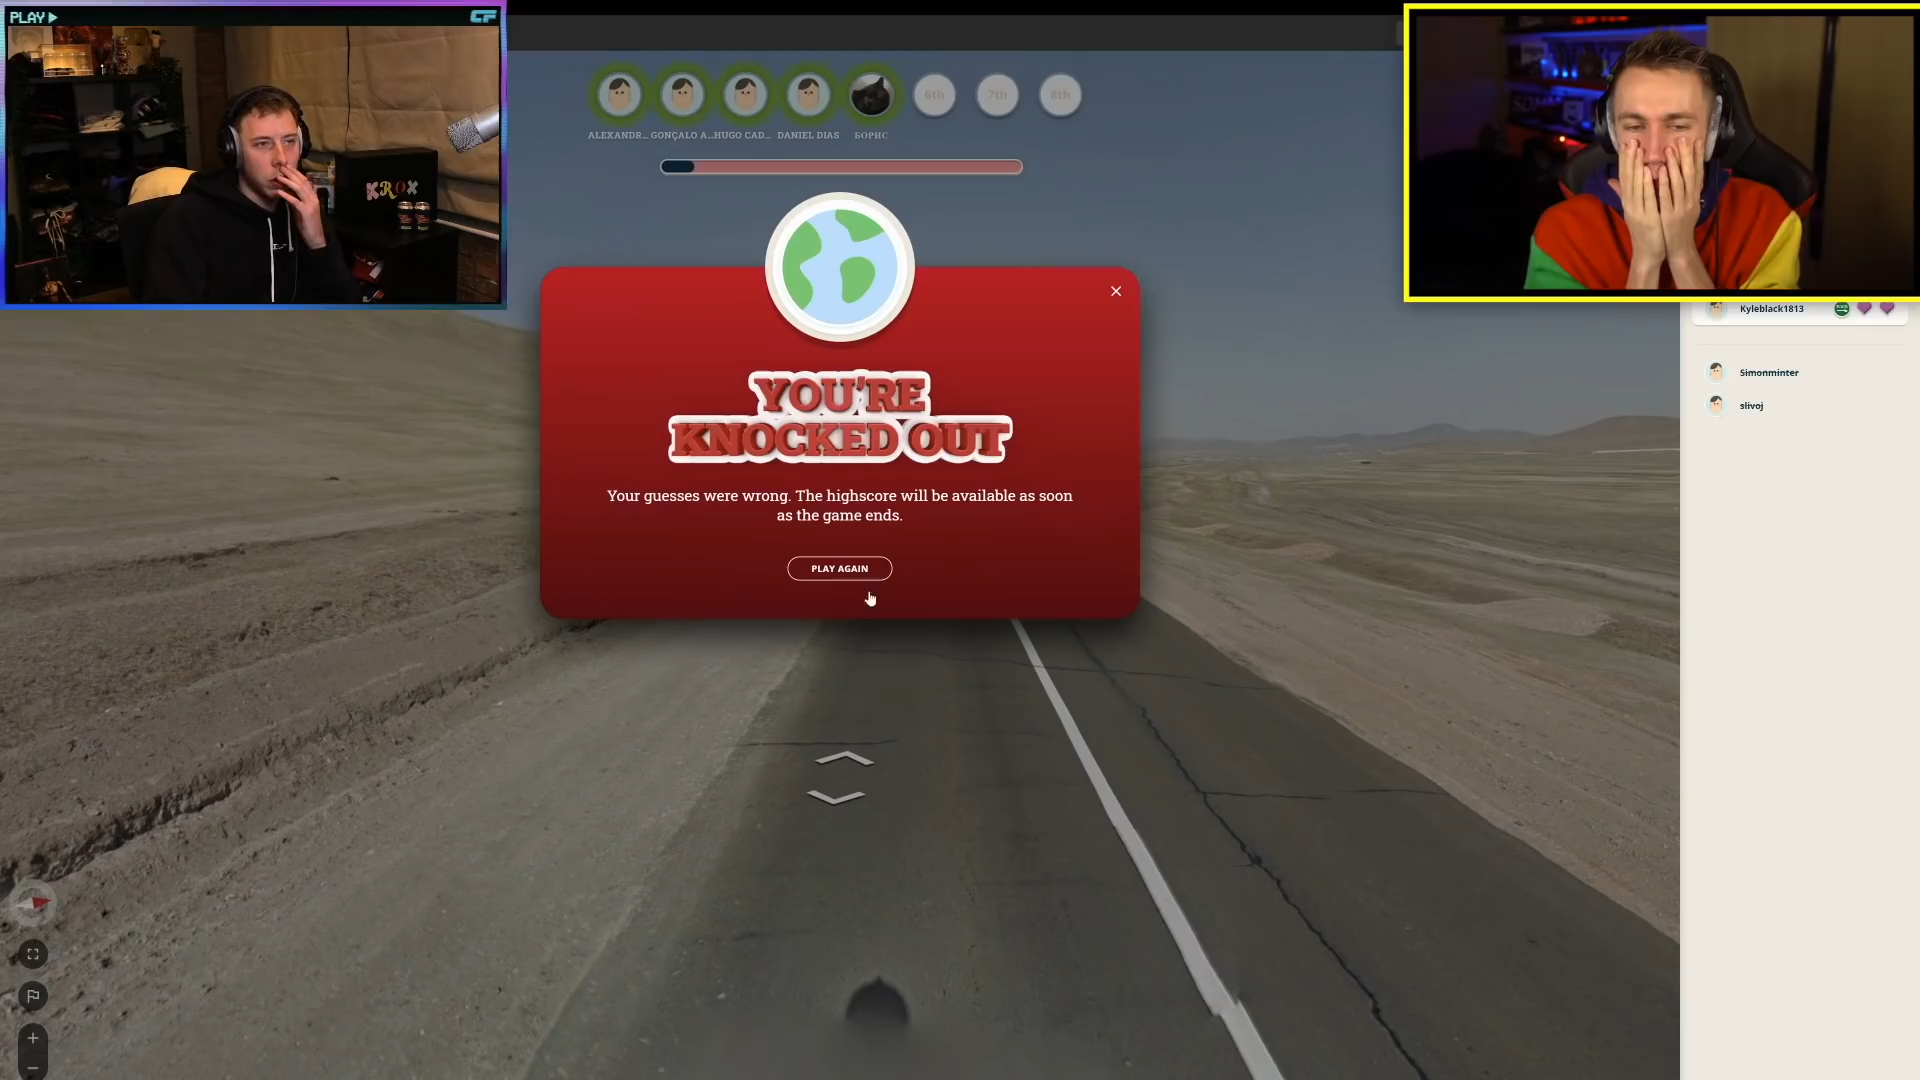 PLAY
CF
KROX
6th
7th
8th
ALEXANDR...
GONÇALO A...
HUGO CAD...
DANIEL DIAS
БОРИС
Kyleblack1813
Simonminter
slivoj
YOU'RE
KNOCKED OUT
Your guesses were wrong. The highscore will be available as soon
as the game ends.
PLAY AGAIN